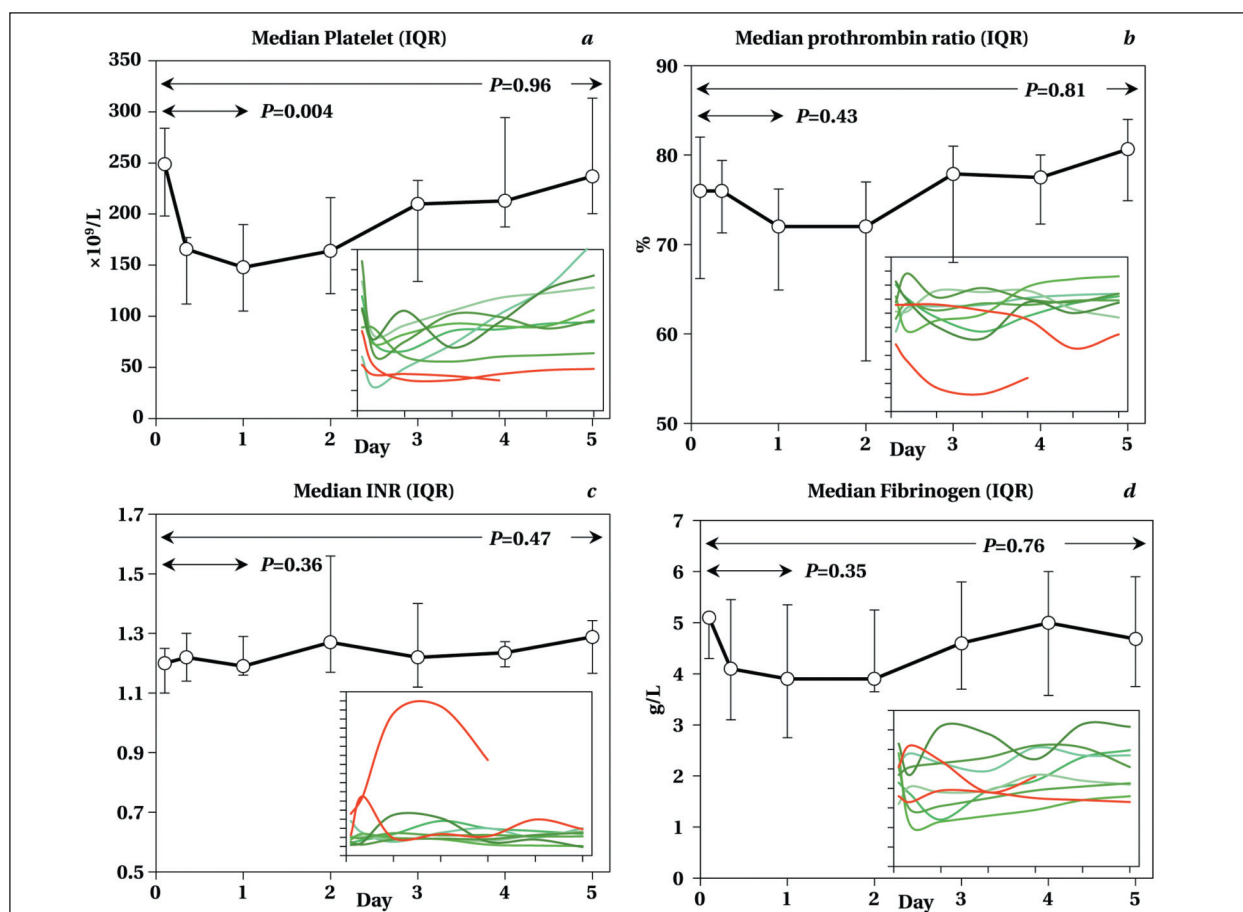 Median Platelet (IQR) a
350
300
250
200
150
100
50
0
×10⁹/L
P=0.96
P=0.004
0 1 2 3 4 5
Day
Median prothrombin ratio (IQR) b
90
80
70
60
50
%
P=0.81
P=0.43
0 1 2 3 4 5
Day
Median INR (IQR) c
1.7
1.5
1.3
1.1
0.9
0.7
0.5
P=0.47
P=0.36
0 1 2 3 4 5
Day
Median Fibrinogen (IQR) d
7
6
5
4
3
2
1
0
g/L
P=0.76
P=0.35
0 1 2 3 4 5
Day